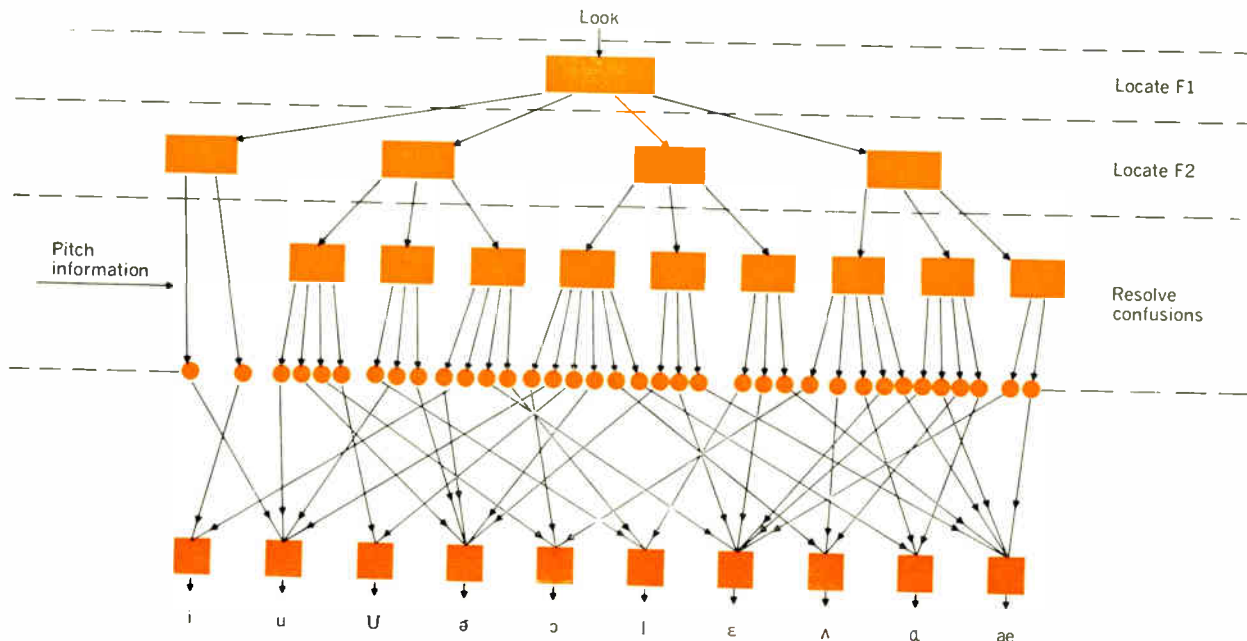 Look
Locate F1
Locate F2
Pitch
information
Resolve
confusions
i u U ɚ ɔ I ɛ ʌ ɑ ae